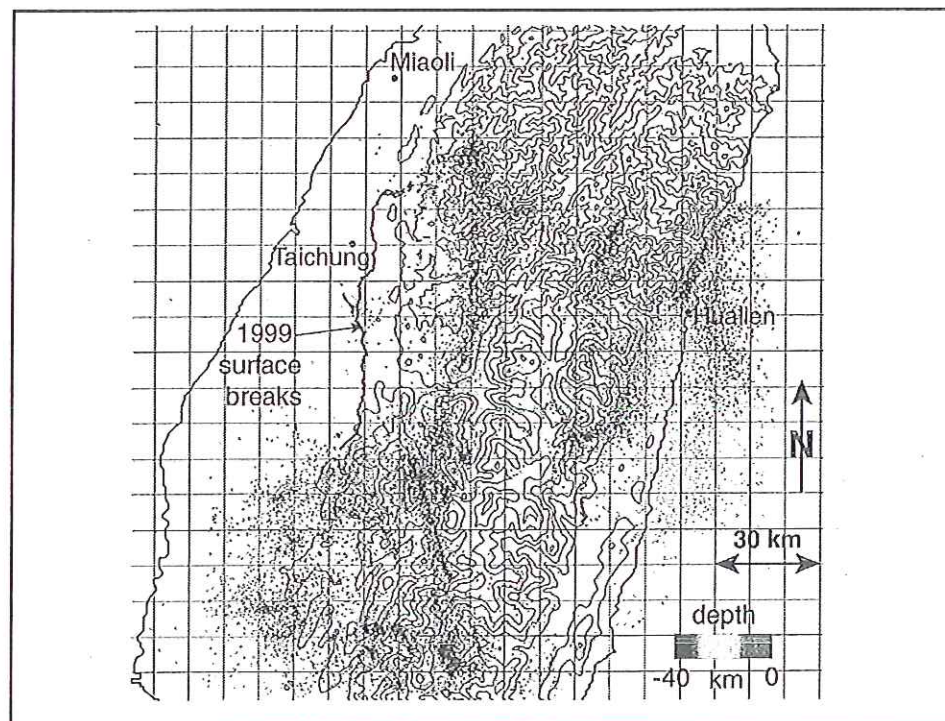 Miaoli
Taichung
1999
surface
breaks
Hualien
N
30 km
depth
-40 km 0